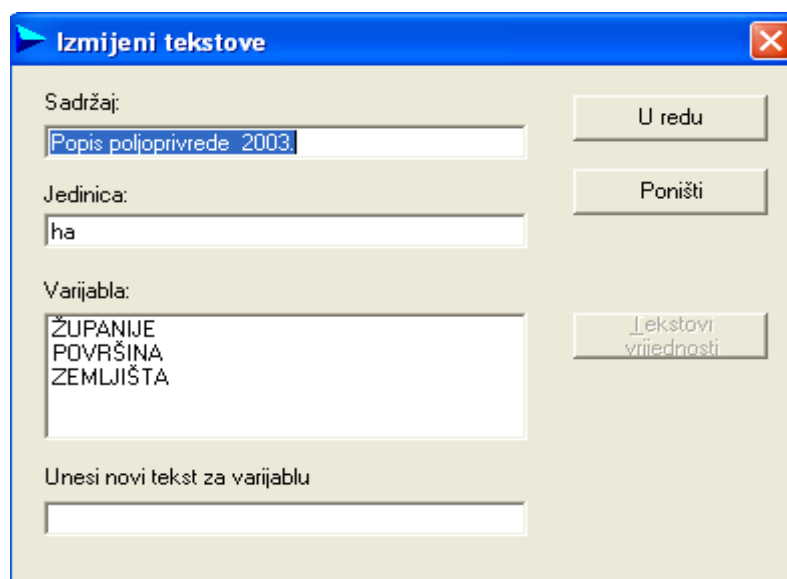 Izmijeni tekstove
Sadržaj:
U redu
Popis poljoprivrede  2003.
Jedinica:
Poništi
ha
Varijabla:
ŽUPANIJE
POVRŠINA
ZEMLJIŠTA
Tekstovi
vrijednosti
Unesi novi tekst za varijablu